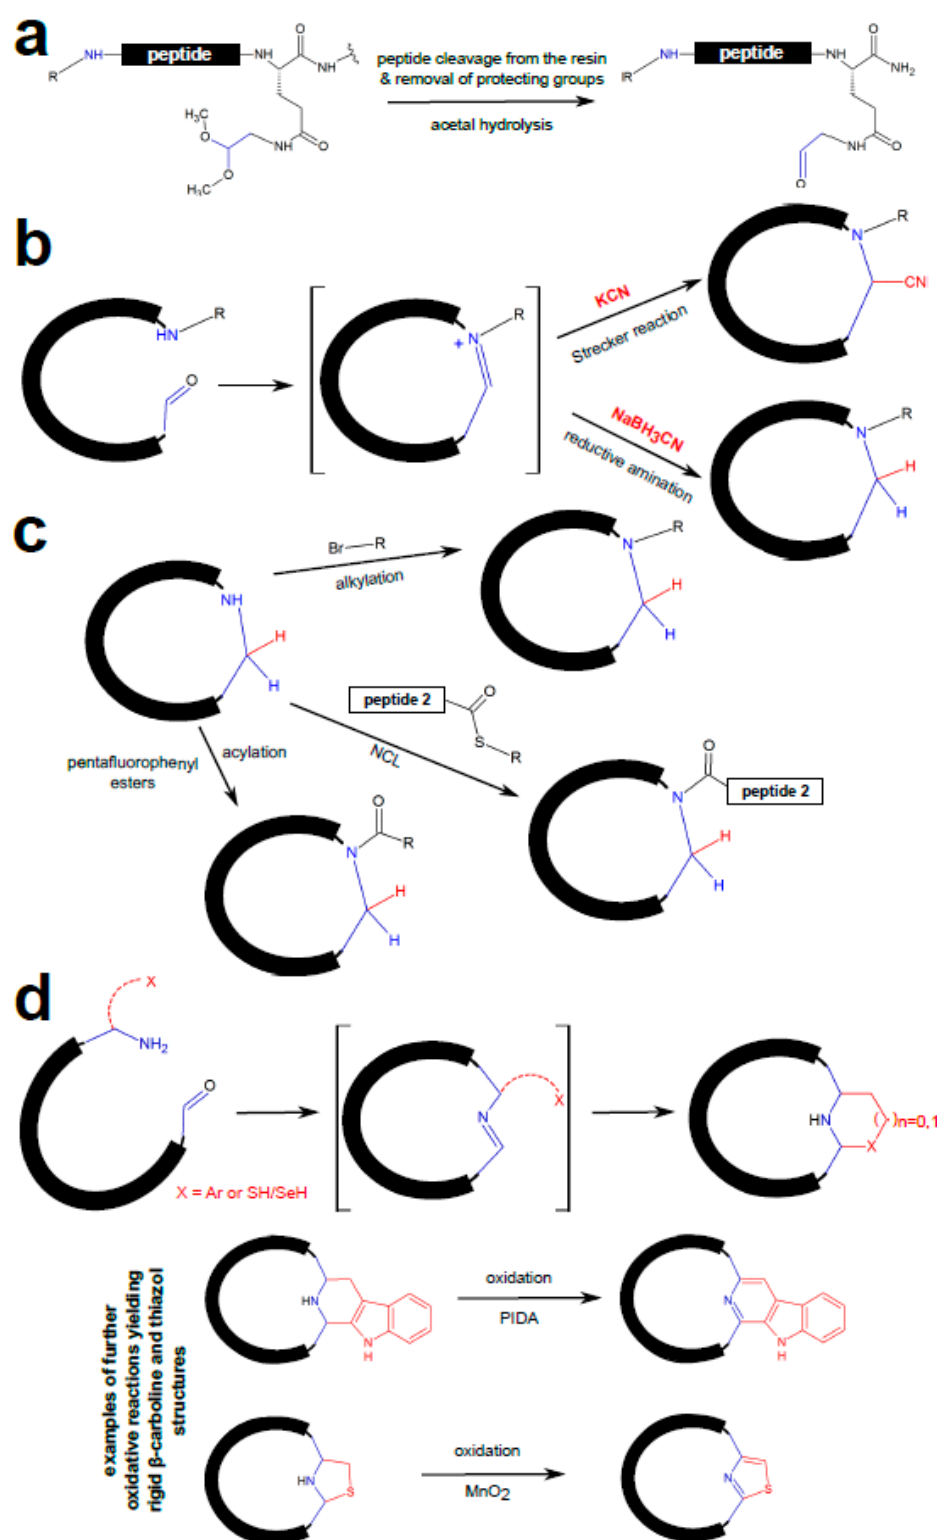 a
NH
peptide
NH
O
NH
R
H₃C
O
O
H₃C
NH
O
peptide cleavage from the resin
& removal of protecting groups
acetal hydrolysis
NH
peptide
NH
O
NH₂
IR
O
NH
O
b
HN
R
O
N
+
R
KCN
Strecker reaction
NaBH₃CN
reductive amination
N
R
CN
N
R
H
H
c
NH
H
H
Br—R
alkylation
N
R
H
H
peptide 2
O
S
R
NCL
pentafluorophenyl
esters
acylation
O
N
R
H
H
O
N
peptide 2
H
H
d
X
NH₂
O
X = Ar or SH/SeH
N
X
HN
( )n=0,1
X
examples of further
oxidative reactions yielding
rigid β-carboline and thiazol
structures
HN
N
H
oxidation
PIDA
N
N
H
HN
S
oxidation
MnO₂
N
S